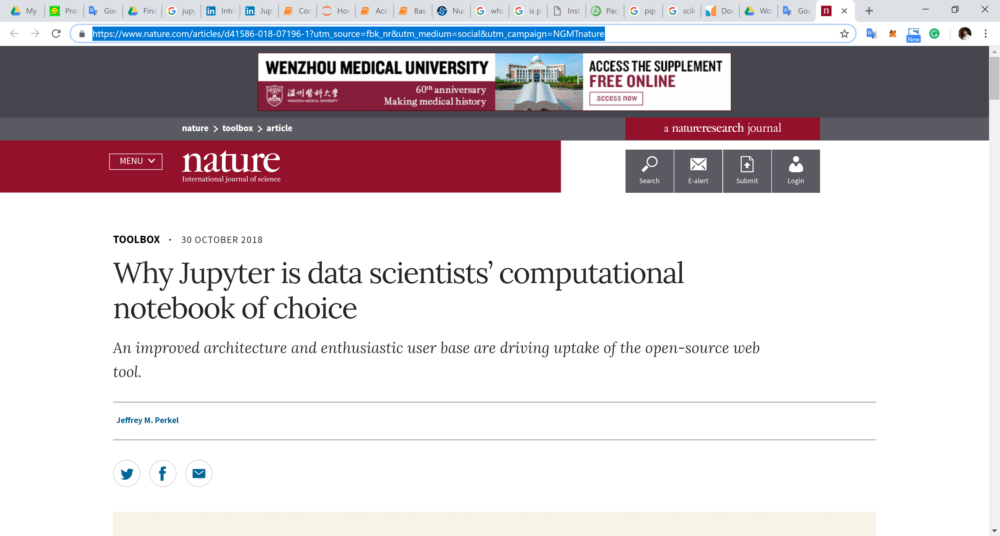 My
Goo
Fina
jupy
Intr
Jup
Con
Hor
Acc
Bas
Nur
wha
is p
Inst
Pac
pip
scik
Doc
Wo
Goo
https://www.nature.com/articles/d41586-018-07196-1?utm_source=fbk_nr&utm_medium=social&utm_campaign=NGMTnature
New
WENZHOU MEDICAL UNIVERSITY
温州醫科大學
WENZHOU MEDICAL UNIVERSITY
60th anniversary
Making medical history
ACCESS THE SUPPLEMENT
FREE ONLINE
access now
nature > toolbox > article
a natureresearch journal
MENU
nature
International journal of science
Search
E-alert
Submit
Login
TOOLBOX · 30 OCTOBER 2018
Why Jupyter is data scientists’ computational
notebook of choice
An improved architecture and enthusiastic user base are driving uptake of the open-source web
tool.
Jeffrey M. Perkel